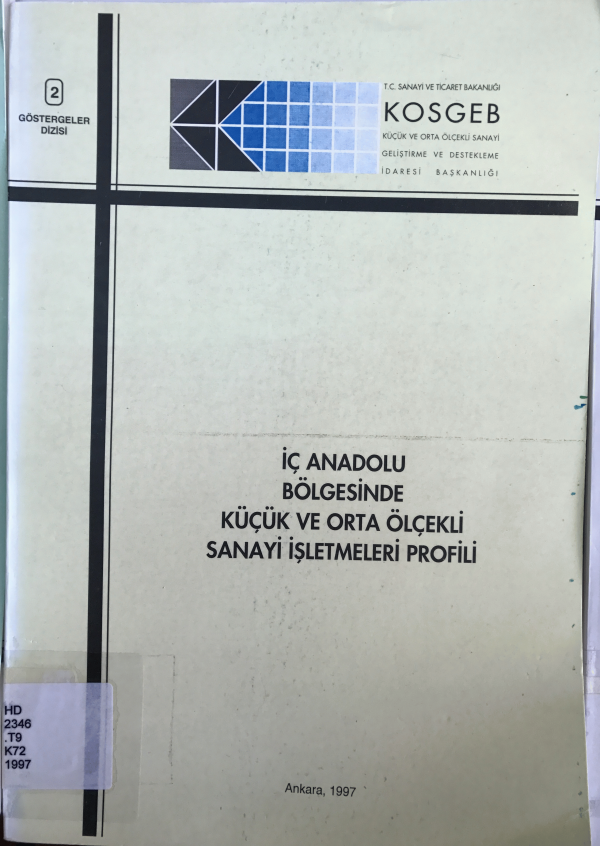 2
GÖSTERGELER
DİZİSİ
T.C. SANAYİ VE TİCARET BAKANLIĞI
KOSGEB
KÜÇÜK VE ORTA ÖLÇEKLİ SANAYİ
GELİŞTİRME VE DESTEKLEME
İDARESİ BAŞKANLIĞI
İÇ ANADOLU
BÖLGESİNDE
KÜÇÜK VE ORTA ÖLÇEKLİ
SANAYİ İŞLETMELERİ PROFİLİ
HD
2346
.T9
K72
1997
Ankara, 1997